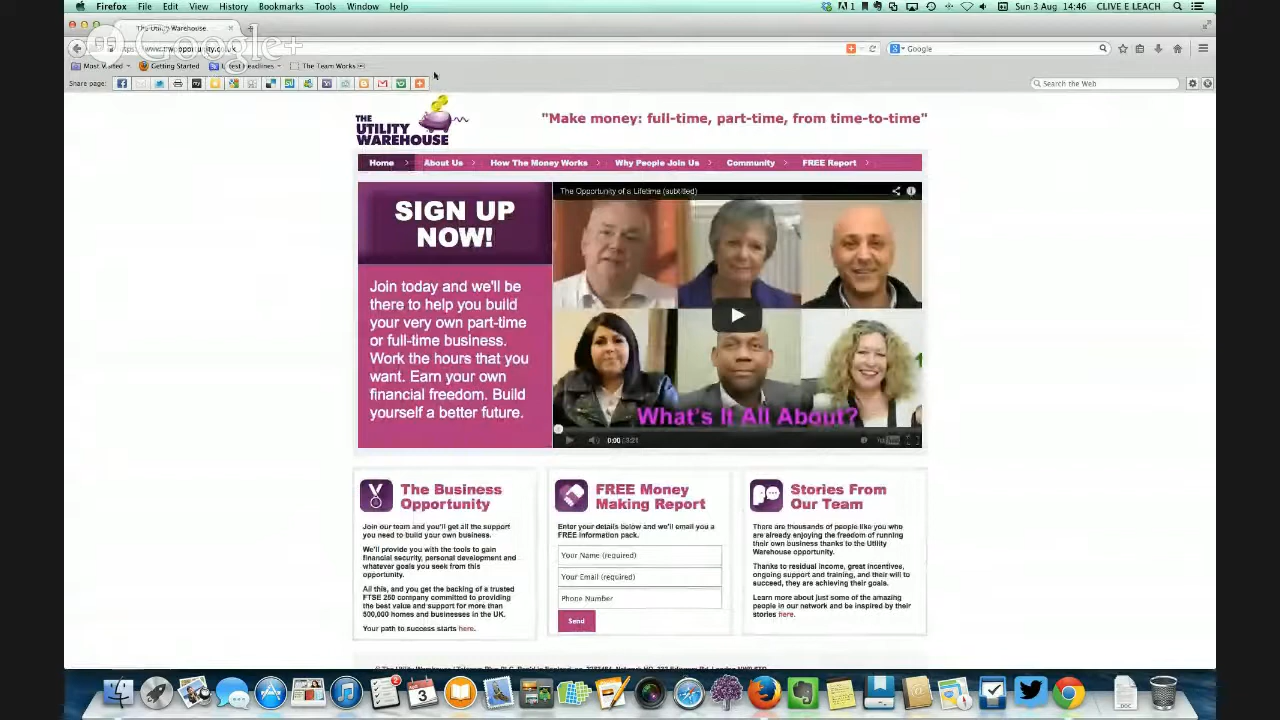 Firefox File Edit View History Bookmarks Tools Window Help
Sun 3 Aug 14:46 CLIVE E LEACH
The Utility Warehouse
Google+
Google
Most Visited Getting Started Latest Headlines The Team Works
Share page:
Search the Web
THE UTILITY WAREHOUSE
"Make money: full-time, part-time, from time-to-time"
Home About Us How The Money Works Why People Join Us Community FREE Report
SIGN UP
NOW!
Join today and we'll be
there to help you build
your very own part-time
or full-time business.
Work the hours that you
want. Earn your own
financial freedom. Build
yourself a better future.
The Opportunity of a Lifetime (subtitled)
What's It All About?
0:00
The Business
Opportunity
Join our team and you'll get all the support
you need to build your own business.
We'll provide you with the tools to gain
financial security, personal development and
whatever goals you seek from this
opportunity.
All this, and you get the backing of a trusted
FTSE 250 company committed to providing
the best value and support for more than
500,000 homes and businesses in the UK.
Your path to success starts here.
FREE Money
Making Report
Enter your details below and we'll email you a
FREE information pack.
Your Name (required)
Your Email (required)
Phone Number
Send
Stories From
Our Team
There are thousands of people like you who
are already enjoying the freedom of running
their own business thanks to the Utility
Warehouse opportunity.
Thanks to residual income, great incentives,
ongoing support and training, and their will to
succeed, they are achieving their goals.
Learn more about just some of the amazing
people in our network and be inspired by their
stories here.